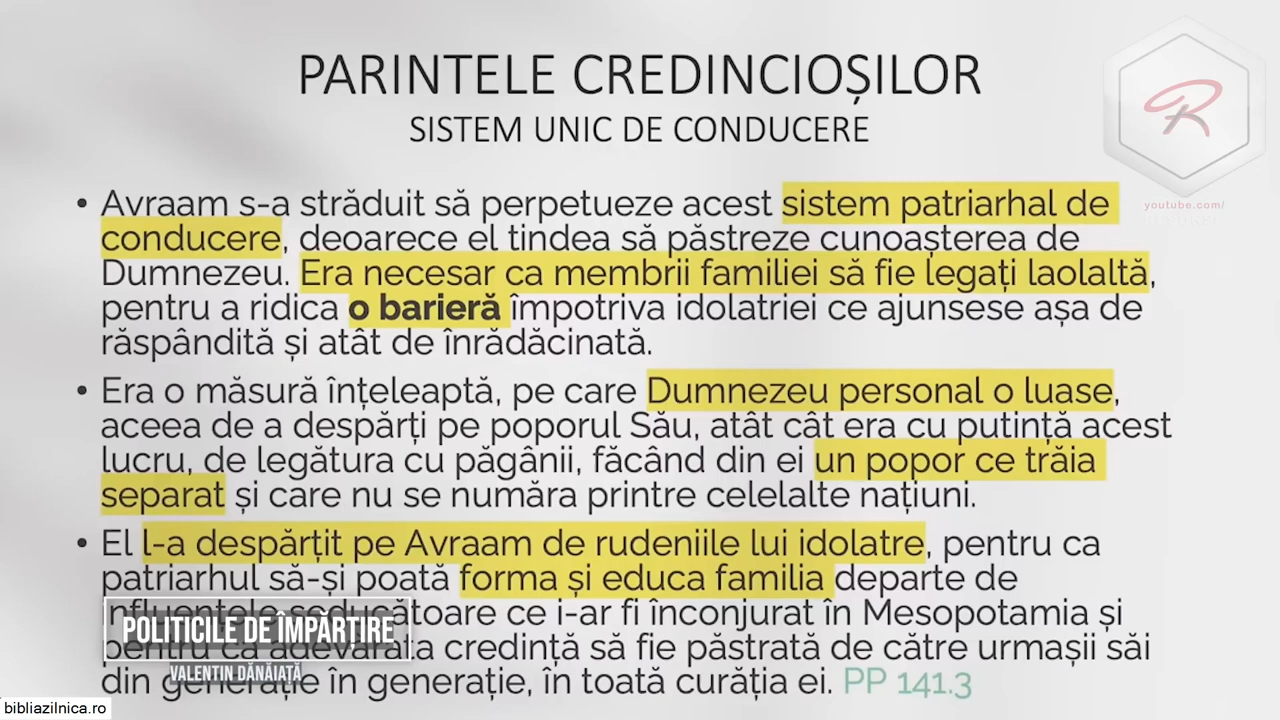 PARINTELE CREDINCIOȘILOR
SISTEM UNIC DE CONDUCERE
R
youtube.com/
• Avraam s-a străduit să perpetueze acest sistem patriarhal de
conducere, deoarece el tindea să păstreze cunoașterea de
Dumnezeu. Era necesar ca membrii familiei să fie legați laolaltă,
pentru a ridica o barieră împotriva idolatriei ce ajunsese așa de
răspândită și atât de înrădăcinată.
• Era o măsură înțeleaptă, pe care Dumnezeu personal o luase,
aceea de a despărți pe poporul Său, atât cât era cu putință acest
lucru, de legătura cu păgânii, făcând din ei un popor ce trăia
separat și care nu se număra printre celelalte națiuni.
• El l-a despărțit pe Avraam de rudeniile lui idolatre, pentru ca
patriarhul să-și poată forma și educa familia departe de
influențele seducătoare ce i-ar fi înconjurat în Mesopotamia și
pentru ca adevărata credință să fie păstrată de către urmașii săi
din generație în generație, în toată curăția ei. PP 141.3
POLITICILE DE ÎMPĂRTIRE
VALENTIN DĂNĂIAȚĂ
bibliazilnica.ro